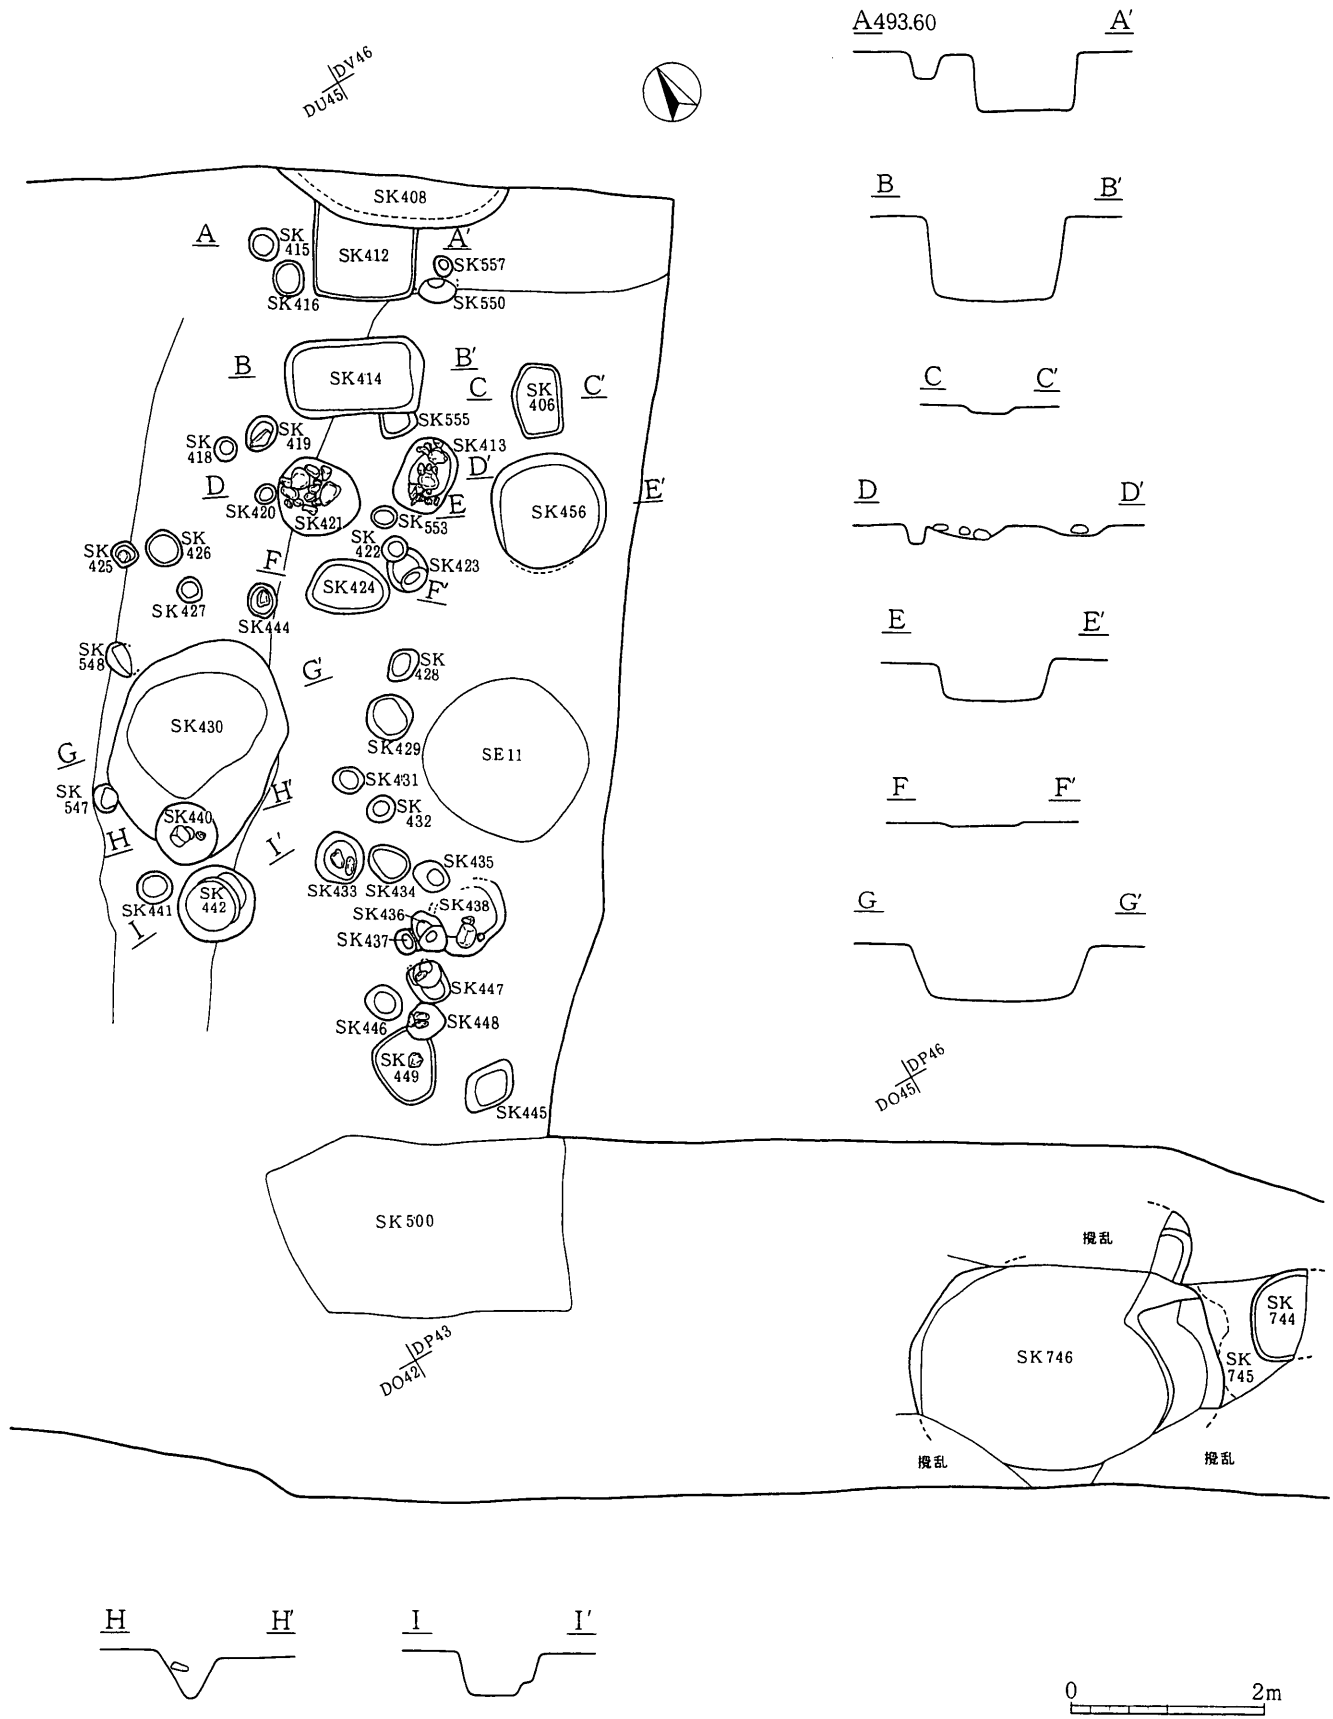 A493.60
A′
DV46
DU45
B
B′
SK408
A
SK
415
SK412
A′
SK557
SK416
SK550
B
SK414
B′
C
SK
406
C′
C
C′
SK555
SK
419
SK
418
SK413
D
D′
SK420
SK421
E
SK553
SK456
E′
D
D′
SK
425
SK
426
F
SK
422
SK423
SK424
F′
SK427
SK444
E
E′
SK
548
G′
SK
428
SK430
SK429
SE11
G
SK431
F
F′
SK
547
H′
SK
432
SK440
H
I′
SK433
SK434
SK435
SK441
SK
442
I
SK436
SK438
SK437
G
G′
SK447
SK446
SK448
SK
449
SK445
DP46
DO45
SK500
攪乱
SK
744
SK746
SK
745
DP43
DO42
攪乱
攪乱
H
H′
I
I′
0
2m